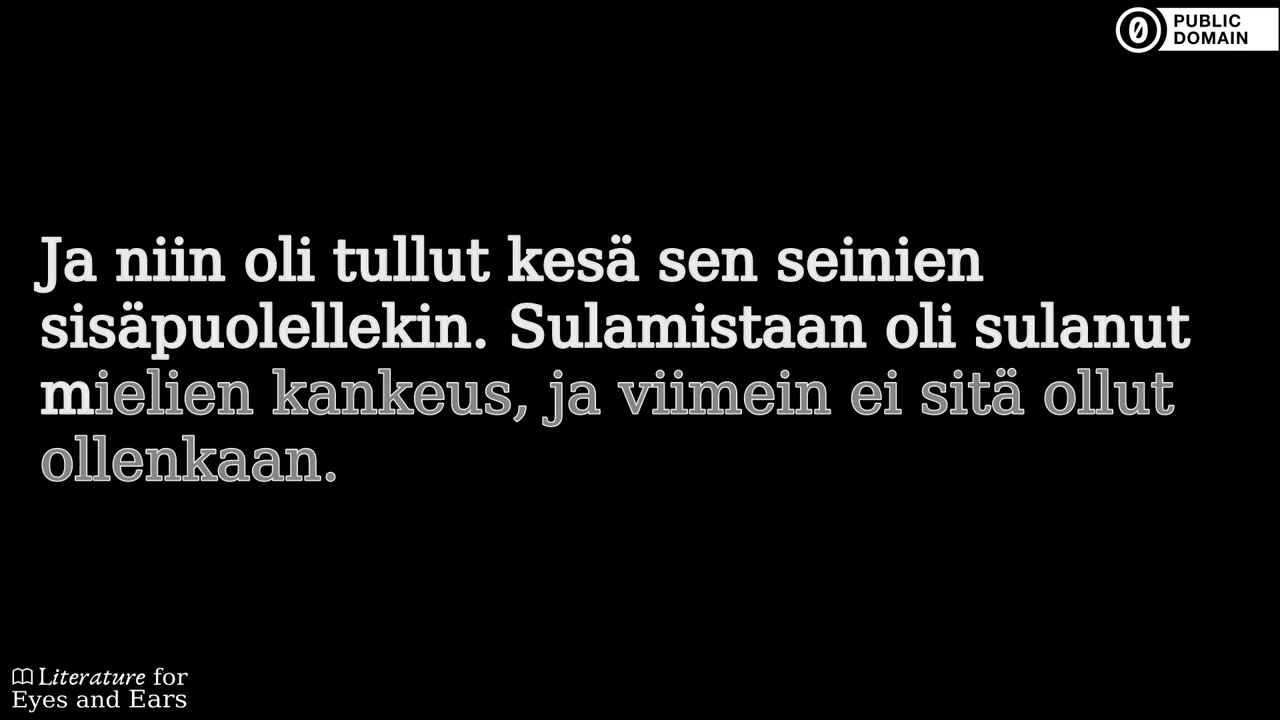 PUBLIC
DOMAIN
Ja niin oli tullut kesä sen seinien
sisäpuolellekin. Sulamistaan oli sulanut
mielien kankeus, ja viimein ei sitä ollut
ollenkaan.
Literature for
Eyes and Ears